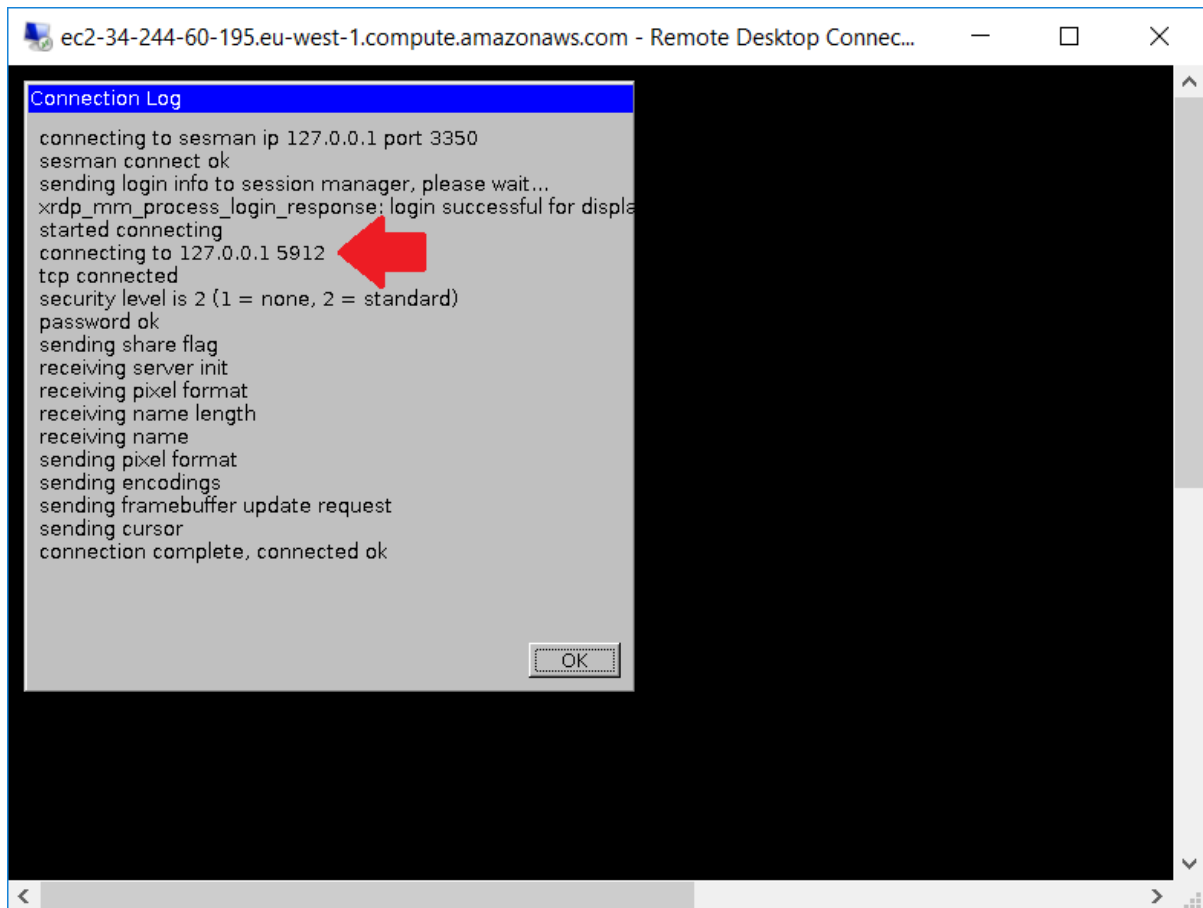 ec2-34-244-60-195.eu-west-1.compute.amazonaws.com - Remote Desktop Connec...
Connection Log
connecting to sesman ip 127.0.0.1 port 3350
sesman connect ok
sending login info to session manager, please wait...
xrdp_mm_process_login_response: login successful for displa
started connecting
connecting to 127.0.0.1 5912
tcp connected
security level is 2 (1 = none, 2 = standard)
password ok
sending share flag
receiving server init
receiving pixel format
receiving name length
receiving name
sending pixel format
sending encodings
sending framebuffer update request
sending cursor
connection complete, connected ok
OK